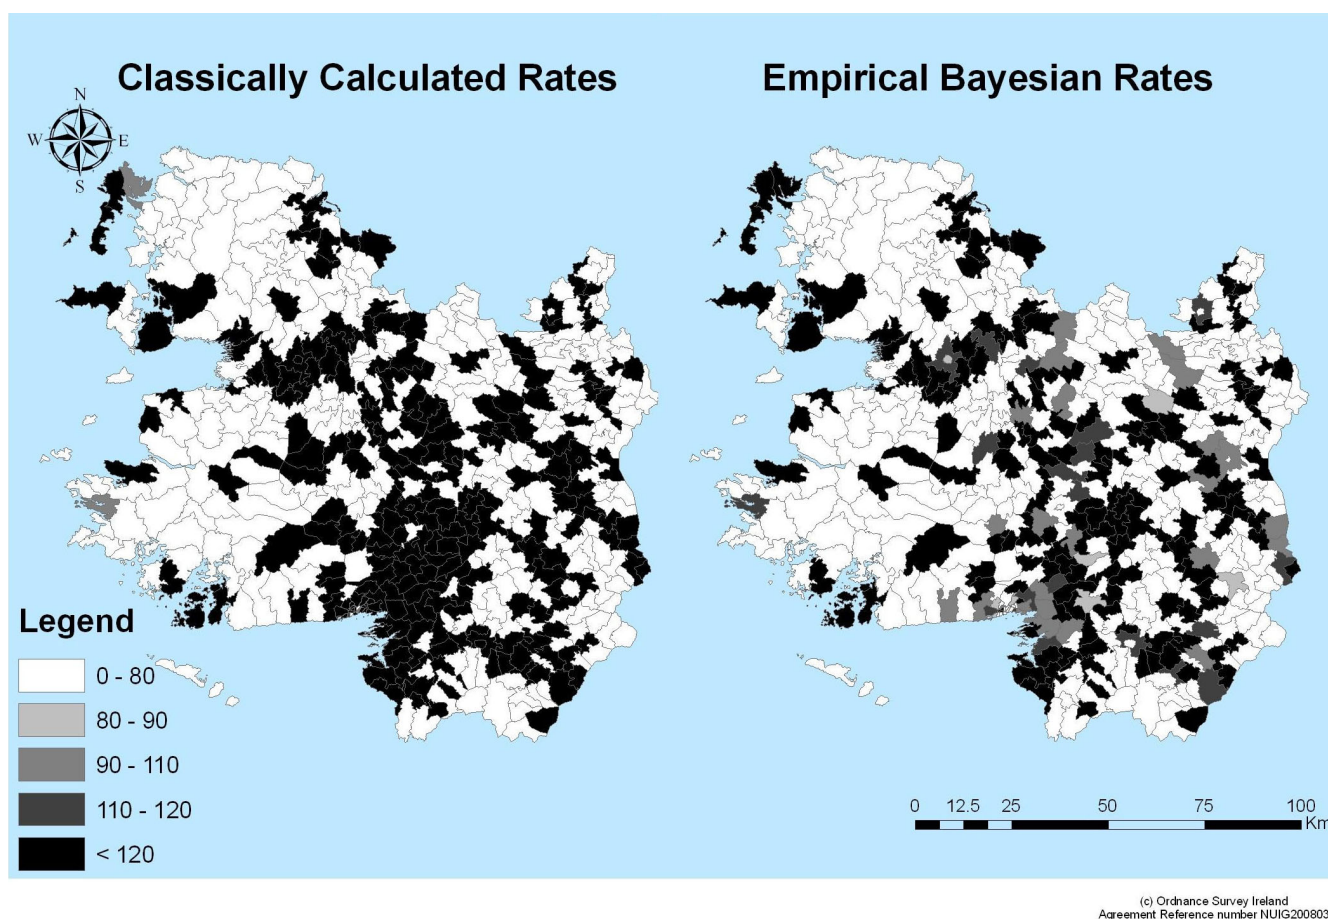 Classically Calculated Rates
Empirical Bayesian Rates
N
W
E
S
Legend
0 - 80
80 - 90
90 - 110
110 - 120
< 120
0 12.5 25 50 75 100
Km
(c) Ordnance Survey Ireland
Agreement Reference number NUIG200803